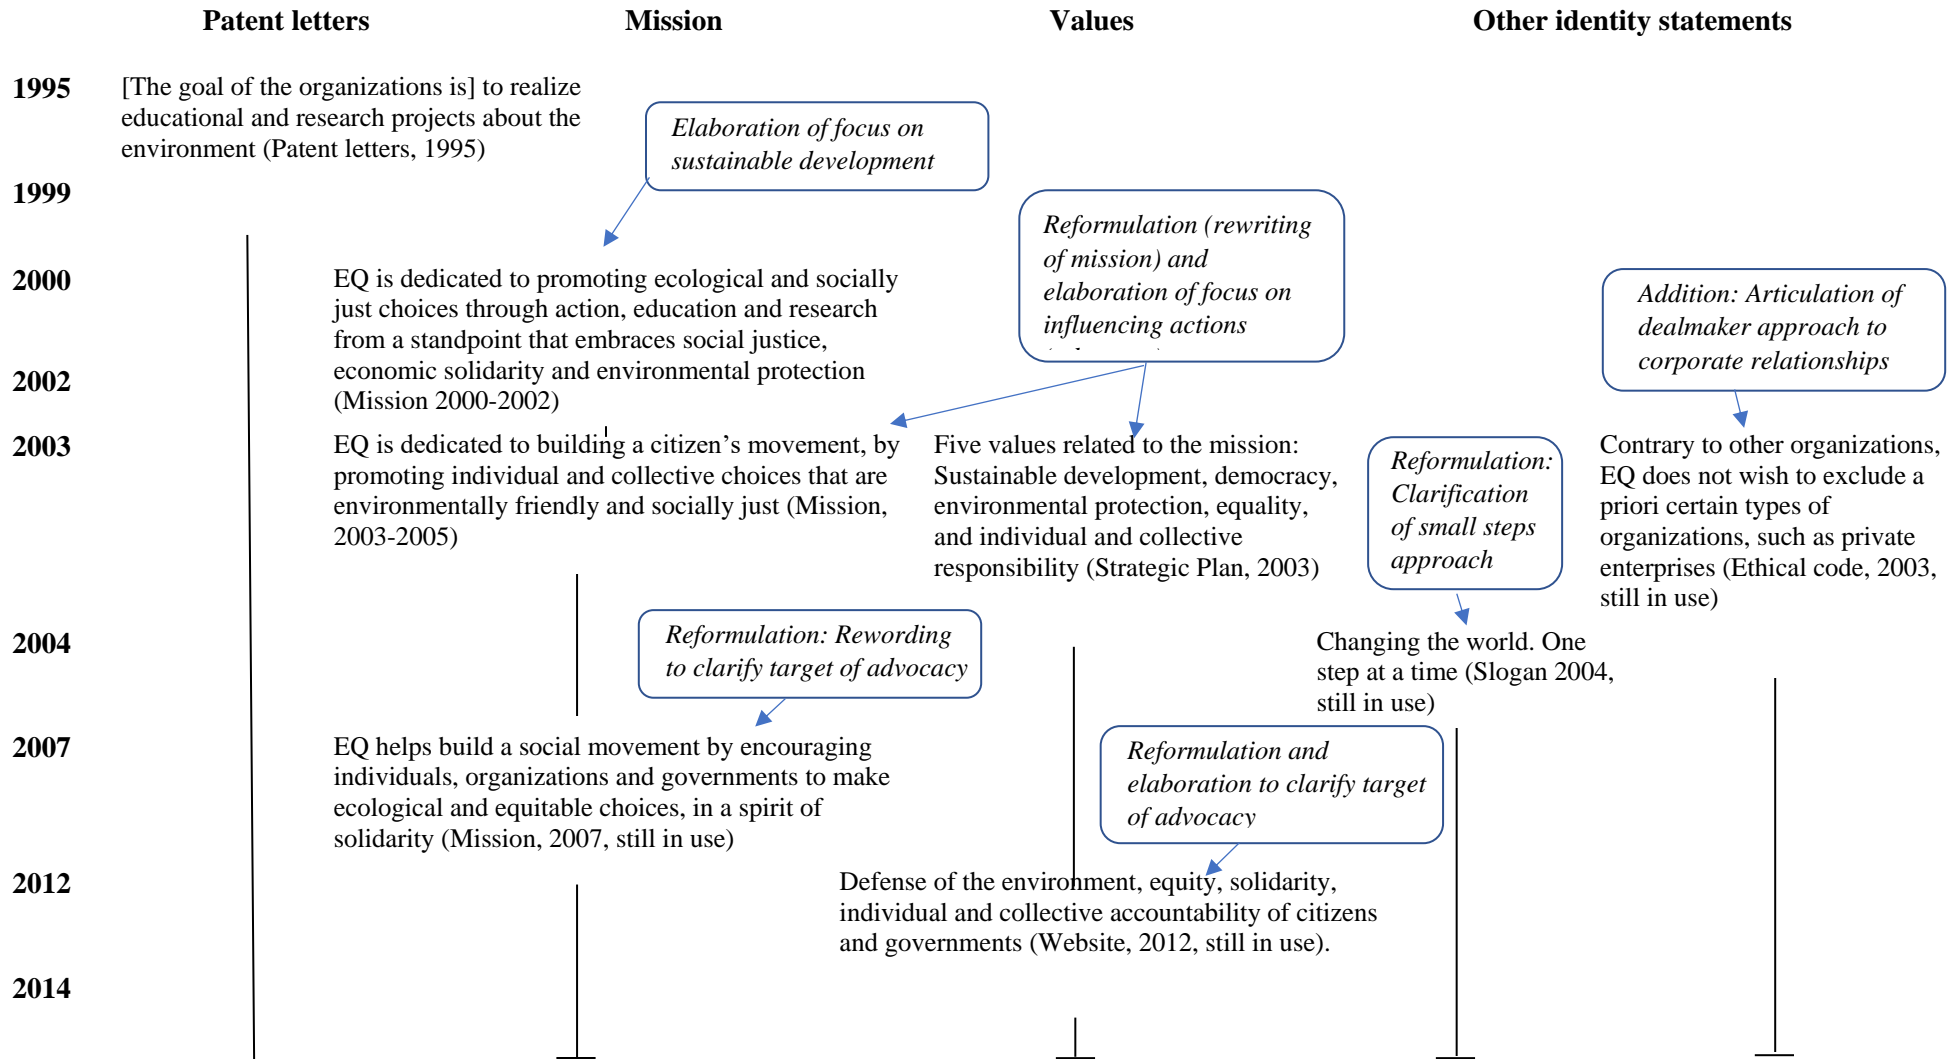 Patent letters
Mission
Values
Other identity statements
1995
[The goal of the organizations is] to realize
educational and research projects about the
environment (Patent letters, 1995)
Elaboration of focus on
sustainable development
1999
Reformulation (rewriting
of mission) and
elaboration of focus on
influencing actions
2000
EQ is dedicated to promoting ecological and socially
just choices through action, education and research
from a standpoint that embraces social justice,
economic solidarity and environmental protection
(Mission 2000-2002)
Addition: Articulation of
dealmaker approach to
corporate relationships
2002
2003
EQ is dedicated to building a citizen’s movement, by
promoting individual and collective choices that are
environmentally friendly and socially just (Mission,
2003-2005)
Five values related to the mission:
Sustainable development, democracy,
environmental protection, equality,
and individual and collective
responsibility (Strategic Plan, 2003)
Reformulation:
Clarification
of small steps
approach
Contrary to other organizations,
EQ does not wish to exclude a
priori certain types of
organizations, such as private
enterprises (Ethical code, 2003,
still in use)
2004
Reformulation: Rewording
to clarify target of advocacy
Changing the world. One
step at a time (Slogan 2004,
still in use)
2007
EQ helps build a social movement by encouraging
individuals, organizations and governments to make
ecological and equitable choices, in a spirit of
solidarity (Mission, 2007, still in use)
Reformulation and
elaboration to clarify target
of advocacy
2012
Defense of the environment, equity, solidarity,
individual and collective accountability of citizens
and governments (Website, 2012, still in use).
2014